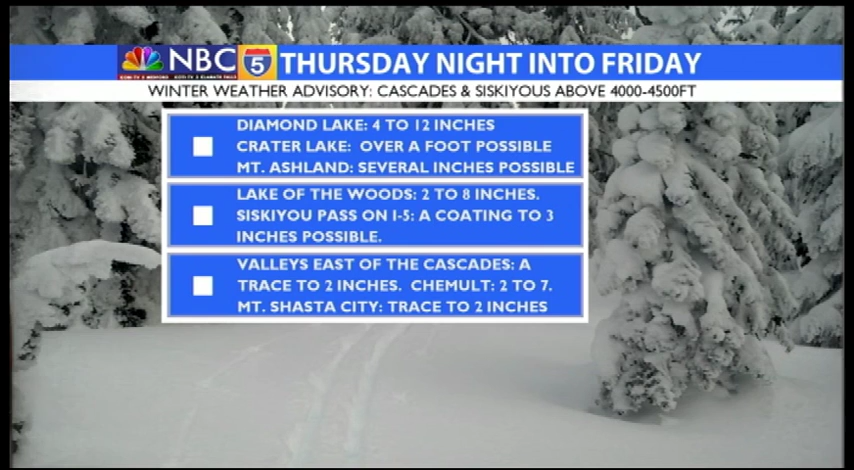 NBC 5 THURSDAY NIGHT INTO FRIDAY
WINTER WEATHER ADVISORY: CASCADES & SISKIYOUS ABOVE 4000-4500FT
DIAMOND LAKE: 4 TO 12 INCHES
CRATER LAKE: OVER A FOOT POSSIBLE
MT. ASHLAND: SEVERAL INCHES POSSIBLE
LAKE OF THE WOODS: 2 TO 8 INCHES.
SISKIYOU PASS ON I-5: A COATING TO 3
INCHES POSSIBLE.
VALLEYS EAST OF THE CASCADES: A
TRACE TO 2 INCHES. CHEMULT: 2 TO 7.
MT. SHASTA CITY: TRACE TO 2 INCHES